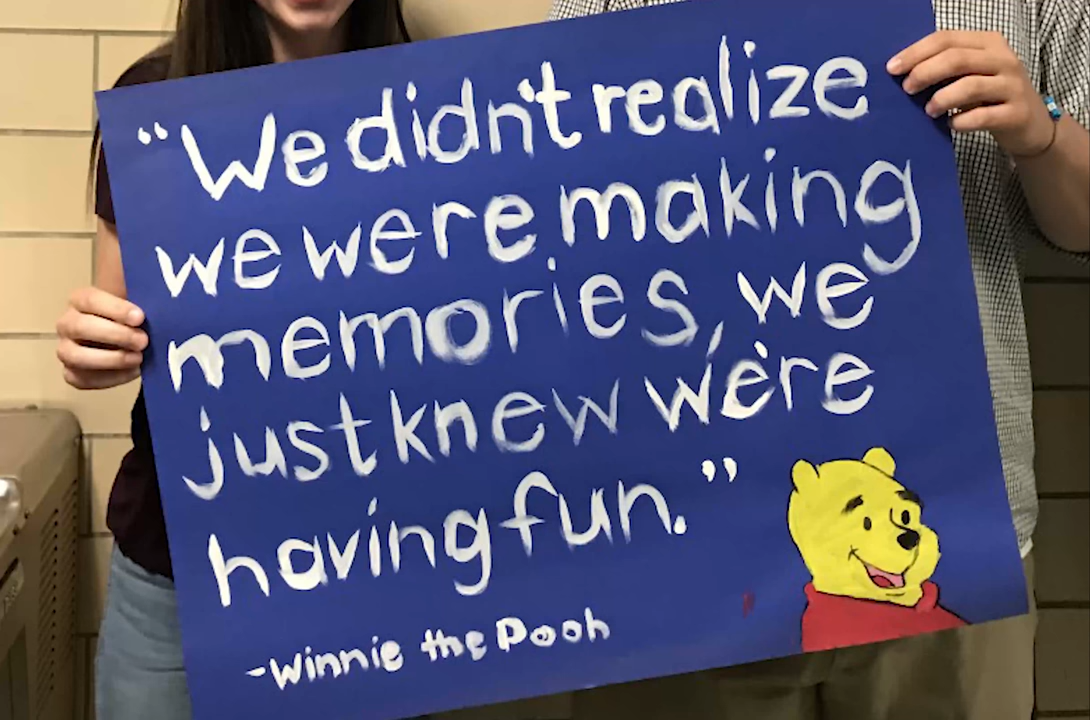 “We didn't realize
we were making
memories, we
just knew we're
having fun.”
-Winnie the Pooh